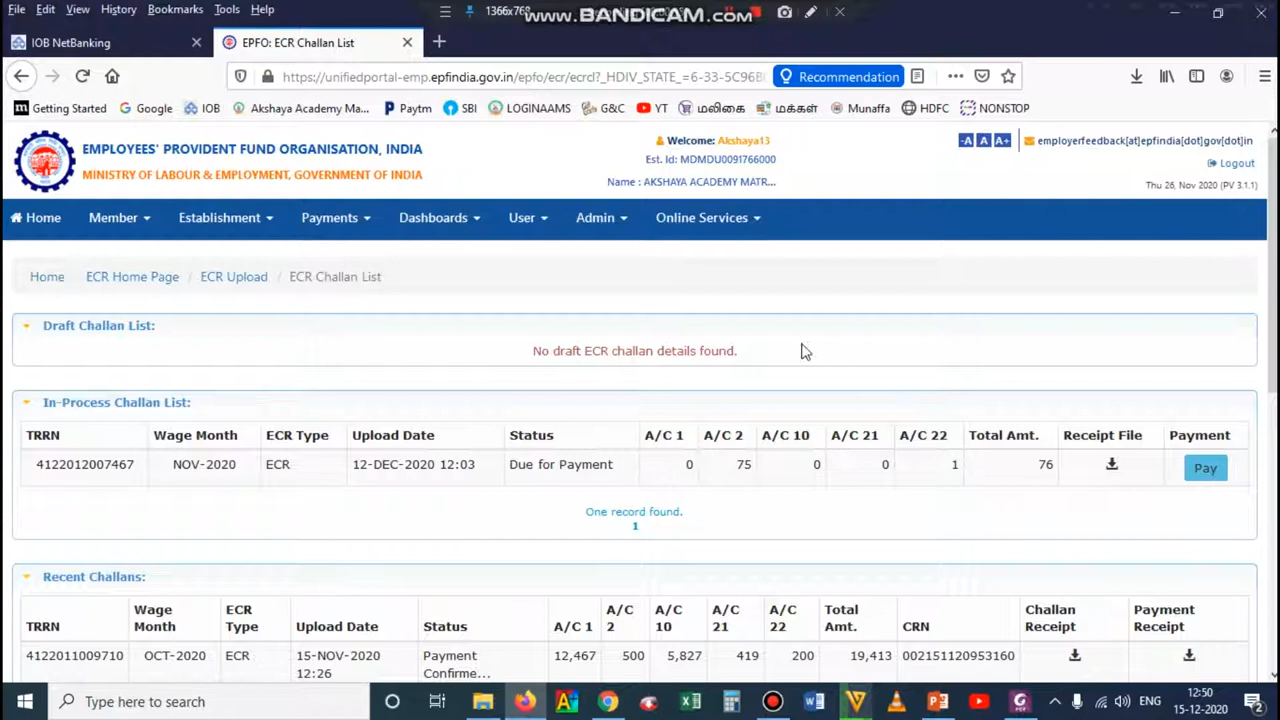 File Edit View History Bookmarks Tools Help
1366x768
www.BANDICAM.com
IOB NetBanking
EPFO: ECR Challan List
https://unifiedportal-emp.epfindia.gov.in/epfo/ecr/ecrcl?_HDIV_STATE_=6-33-5C96B
Recommendation
Getting Started Google IOB Akshaya Academy Ma... Paytm SBI LOGINAAMS G&C YT மலிகை மக்கள் Munaffa HDFC NONSTOP
EMPLOYEES' PROVIDENT FUND ORGANISATION, INDIA
MINISTRY OF LABOUR & EMPLOYMENT, GOVERNMENT OF INDIA
Welcome: Akshaya13
Est. Id: MDMDU0091766000
Name : AKSHAYA ACADEMY MATR...
-A A A+ employerfeedback[at]epfindia[dot]gov[dot]in
Logout
Thu 26, Nov 2020 (PV 3.1.1)
Home Member Establishment Payments Dashboards User Admin Online Services
Home ECR Home Page / ECR Upload / ECR Challan List
Draft Challan List:
No draft ECR challan details found.
In-Process Challan List:
TRRN Wage Month ECR Type Upload Date Status A/C 1 A/C 2 A/C 10 A/C 21 A/C 22 Total Amt. Receipt File Payment
4122012007467 NOV-2020 ECR 12-DEC-2020 12:03 Due for Payment 0 75 0 0 1 76 Pay
One record found.
1
Recent Challans:
TRRN Wage Month ECR Type Upload Date Status A/C 1 A/C 2 A/C 10 A/C 21 A/C 22 Total Amt. CRN Challan Receipt Payment Receipt
4122011009710 OCT-2020 ECR 15-NOV-2020 12:26 Payment Confirme... 12,467 500 5,827 419 200 19,413 002151120953160
Type here to search
ENG
12:50
15-12-2020
2